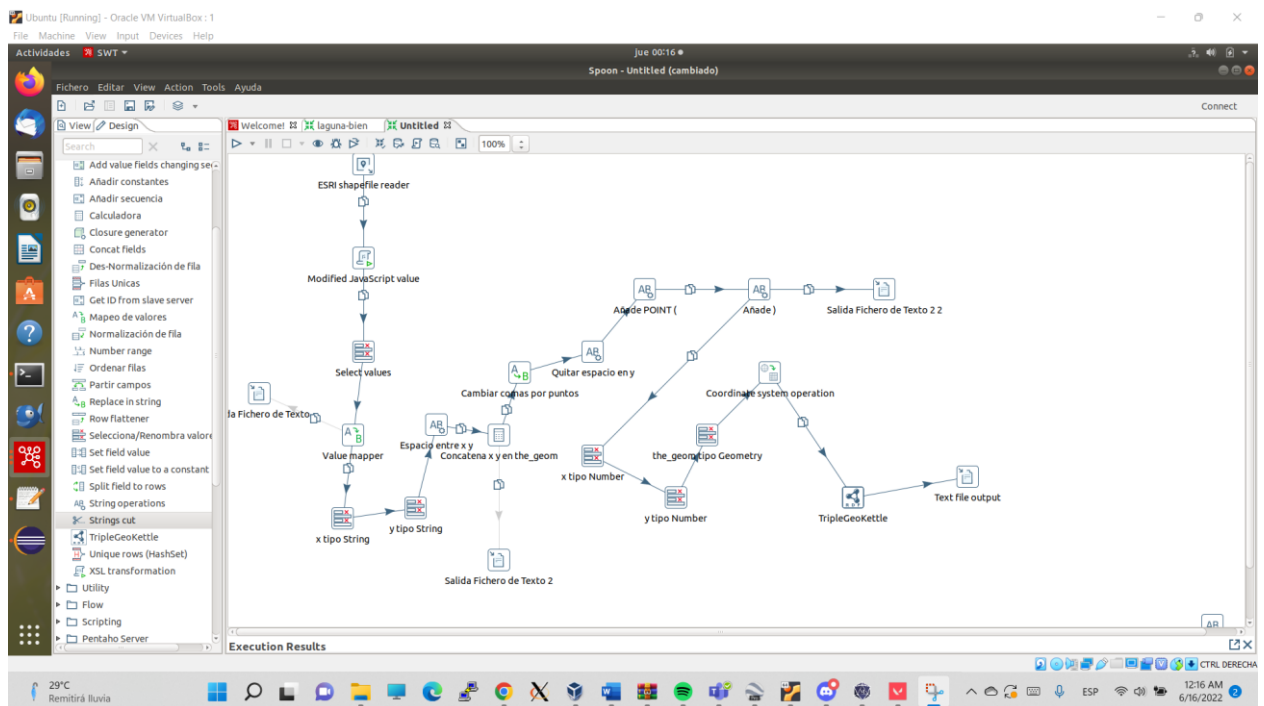 Ubuntu [Running] - Oracle VM VirtualBox : 1
File Machine View Input Devices Help
Actividades SWT jue 00:16
Spoon - Untitled (cambiado)
Fichero Editar View Action Tools Ayuda
Connect
View Design
Welcome! laguna-bien Untitled
Search
100%
Add value fields changing se
Añadir constantes
Añadir secuencia
Calculadora
Closure generator
Concat fields
Des-Normalización de fila
Filas Unicas
Get ID from slave server
Mapeo de valores
Normalización de fila
Number range
Ordenar filas
Partir campos
Replace in string
Row flattener
Selecciona/Renombra valore
Set field value
Set field value to a constant
Split field to rows
String operations
Strings cut
TripleGeoKettle
Unique rows (HashSet)
XSL transformation
Utility
Flow
Scripting
Pentaho Server
ESRI shapefile reader
Modified JavaScript value
Select values
da Fichero de Texto
Value mapper
x tipo String
y tipo String
Espacio entre x y
Concatena x y en the_geom
Salida Fichero de Texto 2
Cambiar comas por puntos
Quitar espacio en y
Añade POINT (
Añade )
Salida Fichero de Texto 2 2
x tipo Number
y tipo Number
the_geom tipo Geometry
Coordinate system operation
TripleGeoKettle
Text file output
Execution Results
CTRL DERECHA
29°C
Remitirá lluvia
ESP
12:16 AM
6/16/2022
2